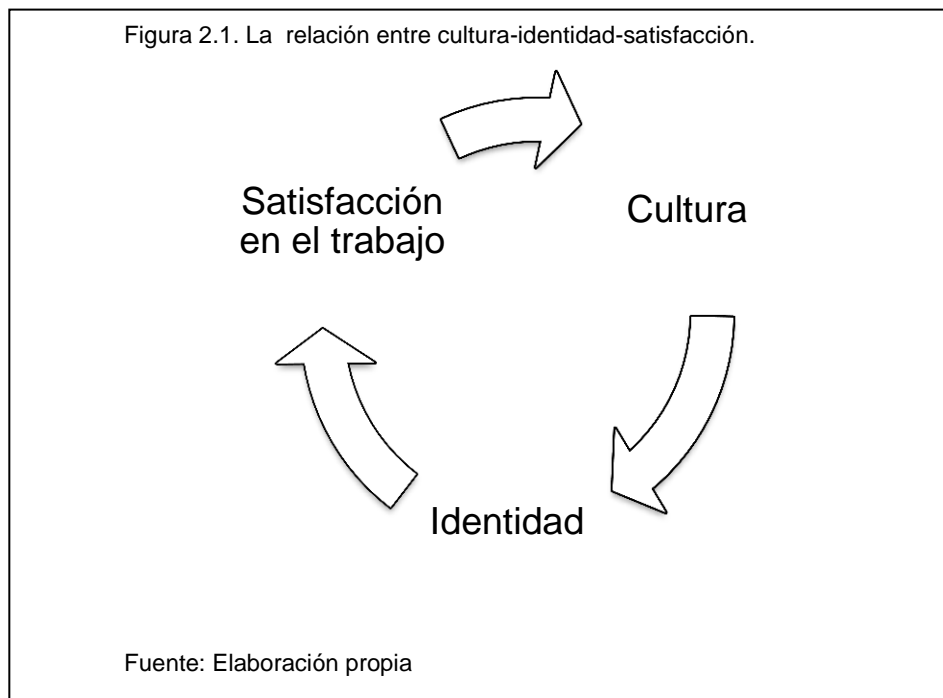 Figura 2.1. La  relación entre cultura-identidad-satisfacción.
Satisfacción
en el trabajo
Cultura
Identidad
Fuente: Elaboración propia